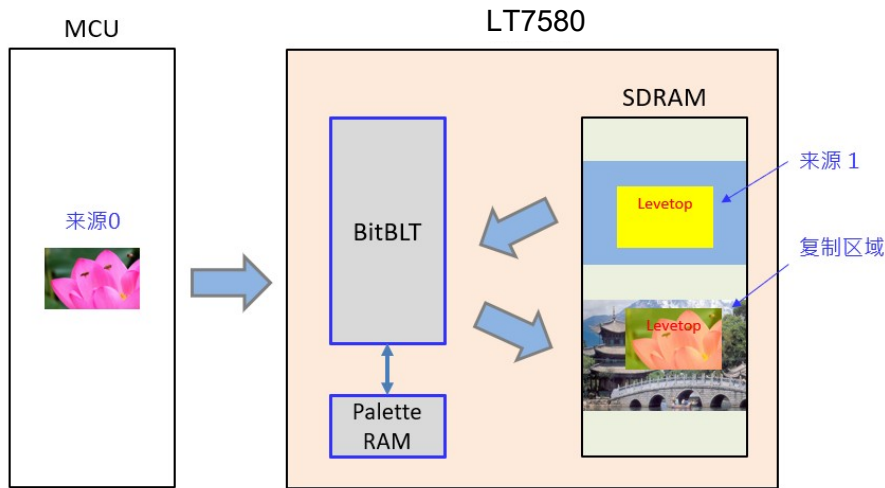 MCU
LT7580
SDRAM
来源 1
Levetop
来源0
BitBLT
复制区域
Levetop
Palette
RAM